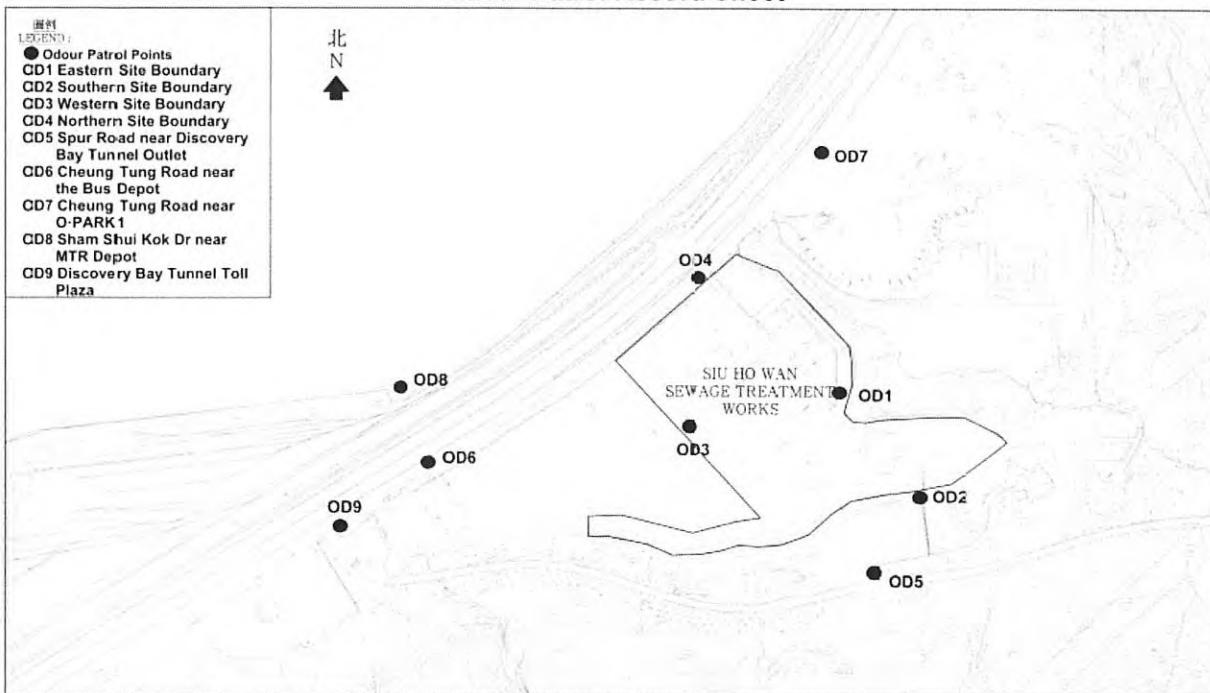 圖例
LEGEND:
Odour Patrol Points
OD1 Eastern Site Boundary
OD2 Southern Site Boundary
OD3 Western Site Boundary
OD4 Northern Site Boundary
OD5 Spur Road near Discovery
Bay Tunnel Outlet
OD6 Cheung Tung Road near
the Bus Depot
OD7 Cheung Tung Road near
O·PARK1
OD8 Sham Shui Kok Dr near
MTR Depot
OD9 Discovery Bay Tunnel Toll
Plaza
北
N
OD7
OD4
OD8
SIU HO WAN
SEWAGE TREATMENT
WORKS
OD1
OD3
OD6
OD2
OD9
OD5